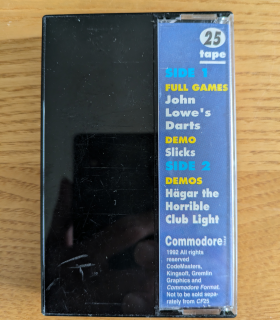 25
tape
SIDE 1
FULL GAMES
John
Lowe's
Darts
DEMO
Slicks
SIDE 2
DEMOS
Hägar the
Horrible
Club Light
Commodore
1992 All rights
reserved
CodeMasters,
Kingsoft, Gremlin
Graphics and
Commodore Format.
Not to be sold sepa-
rately from CF25